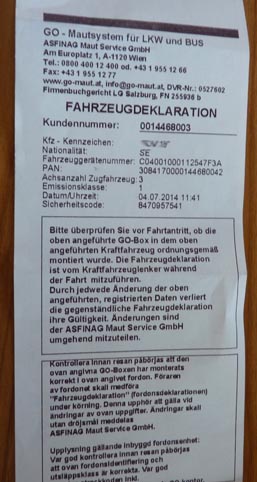 GO - Mautsystem für LKW und BUS
ASFINAG Maut Service GmbH
Am Europlatz 1, A-1120 Wien
Tel.: 0800 400 12 400 od. +43 1 955 12 66
Fax: +43 1 955 12 77
www.go-maut.at, info@go-maut.at, DVR-Nr.: 0527602
Firmenbuchgericht LG Salzburg, FN 255936 b
FAHRZEUGDEKLARATION
Kundennummer: 0014468003
Kfz - Kennzeichen:
Nationalität: SE
Fahrzeuggerätenummer: C04001000112547F3A
PAN: 3084170000144680042
Achsanzahl Zugfahrzeug: 3
Emissionsklasse: 1
Datum/Uhrzeit: 04.07.2014 11:41
Sicherheitscode: 8470957541
Bitte überprüfen Sie vor Fahrtantritt, ob die
oben angeführte GO-Box in dem oben
angeführten Kraftfahrzeug ordnungsgemäß
montiert wurde. Die Fahrzeugdeklaration
ist vom Kraftfahrzeuglenker während
der Fahrt mitzuführen.
Durch jedwede Änderung der oben
angeführten, registrierten Daten verliert
die gegenständliche Fahrzeugdeklaration
ihre Gültigkeit. Änderungen sind
der ASFINAG Maut Service GmbH
umgehend mitzuteilen.
Kontrollera innan resan påbörjas att den
ovan angivna GO-Boxen har monterats
korrekt i ovan angivet fordon. Föraren
av fordonet skall medföra
"Fahrzeugdeklaration" (fordonsdeklarationen)
under körning. Denna upphör att gälla vid
ändringar av ovan uppgifter. Ändringar skall
utan dröjsmål meddelas
ASFINAG Maut Service GmbH.
Upplysning gällande inbyggd fordonsenhet:
Var god kontrollera innan resan påbörjas
att ovan fordonsidentifiering och
utsläppsklass är korrekta. Var god